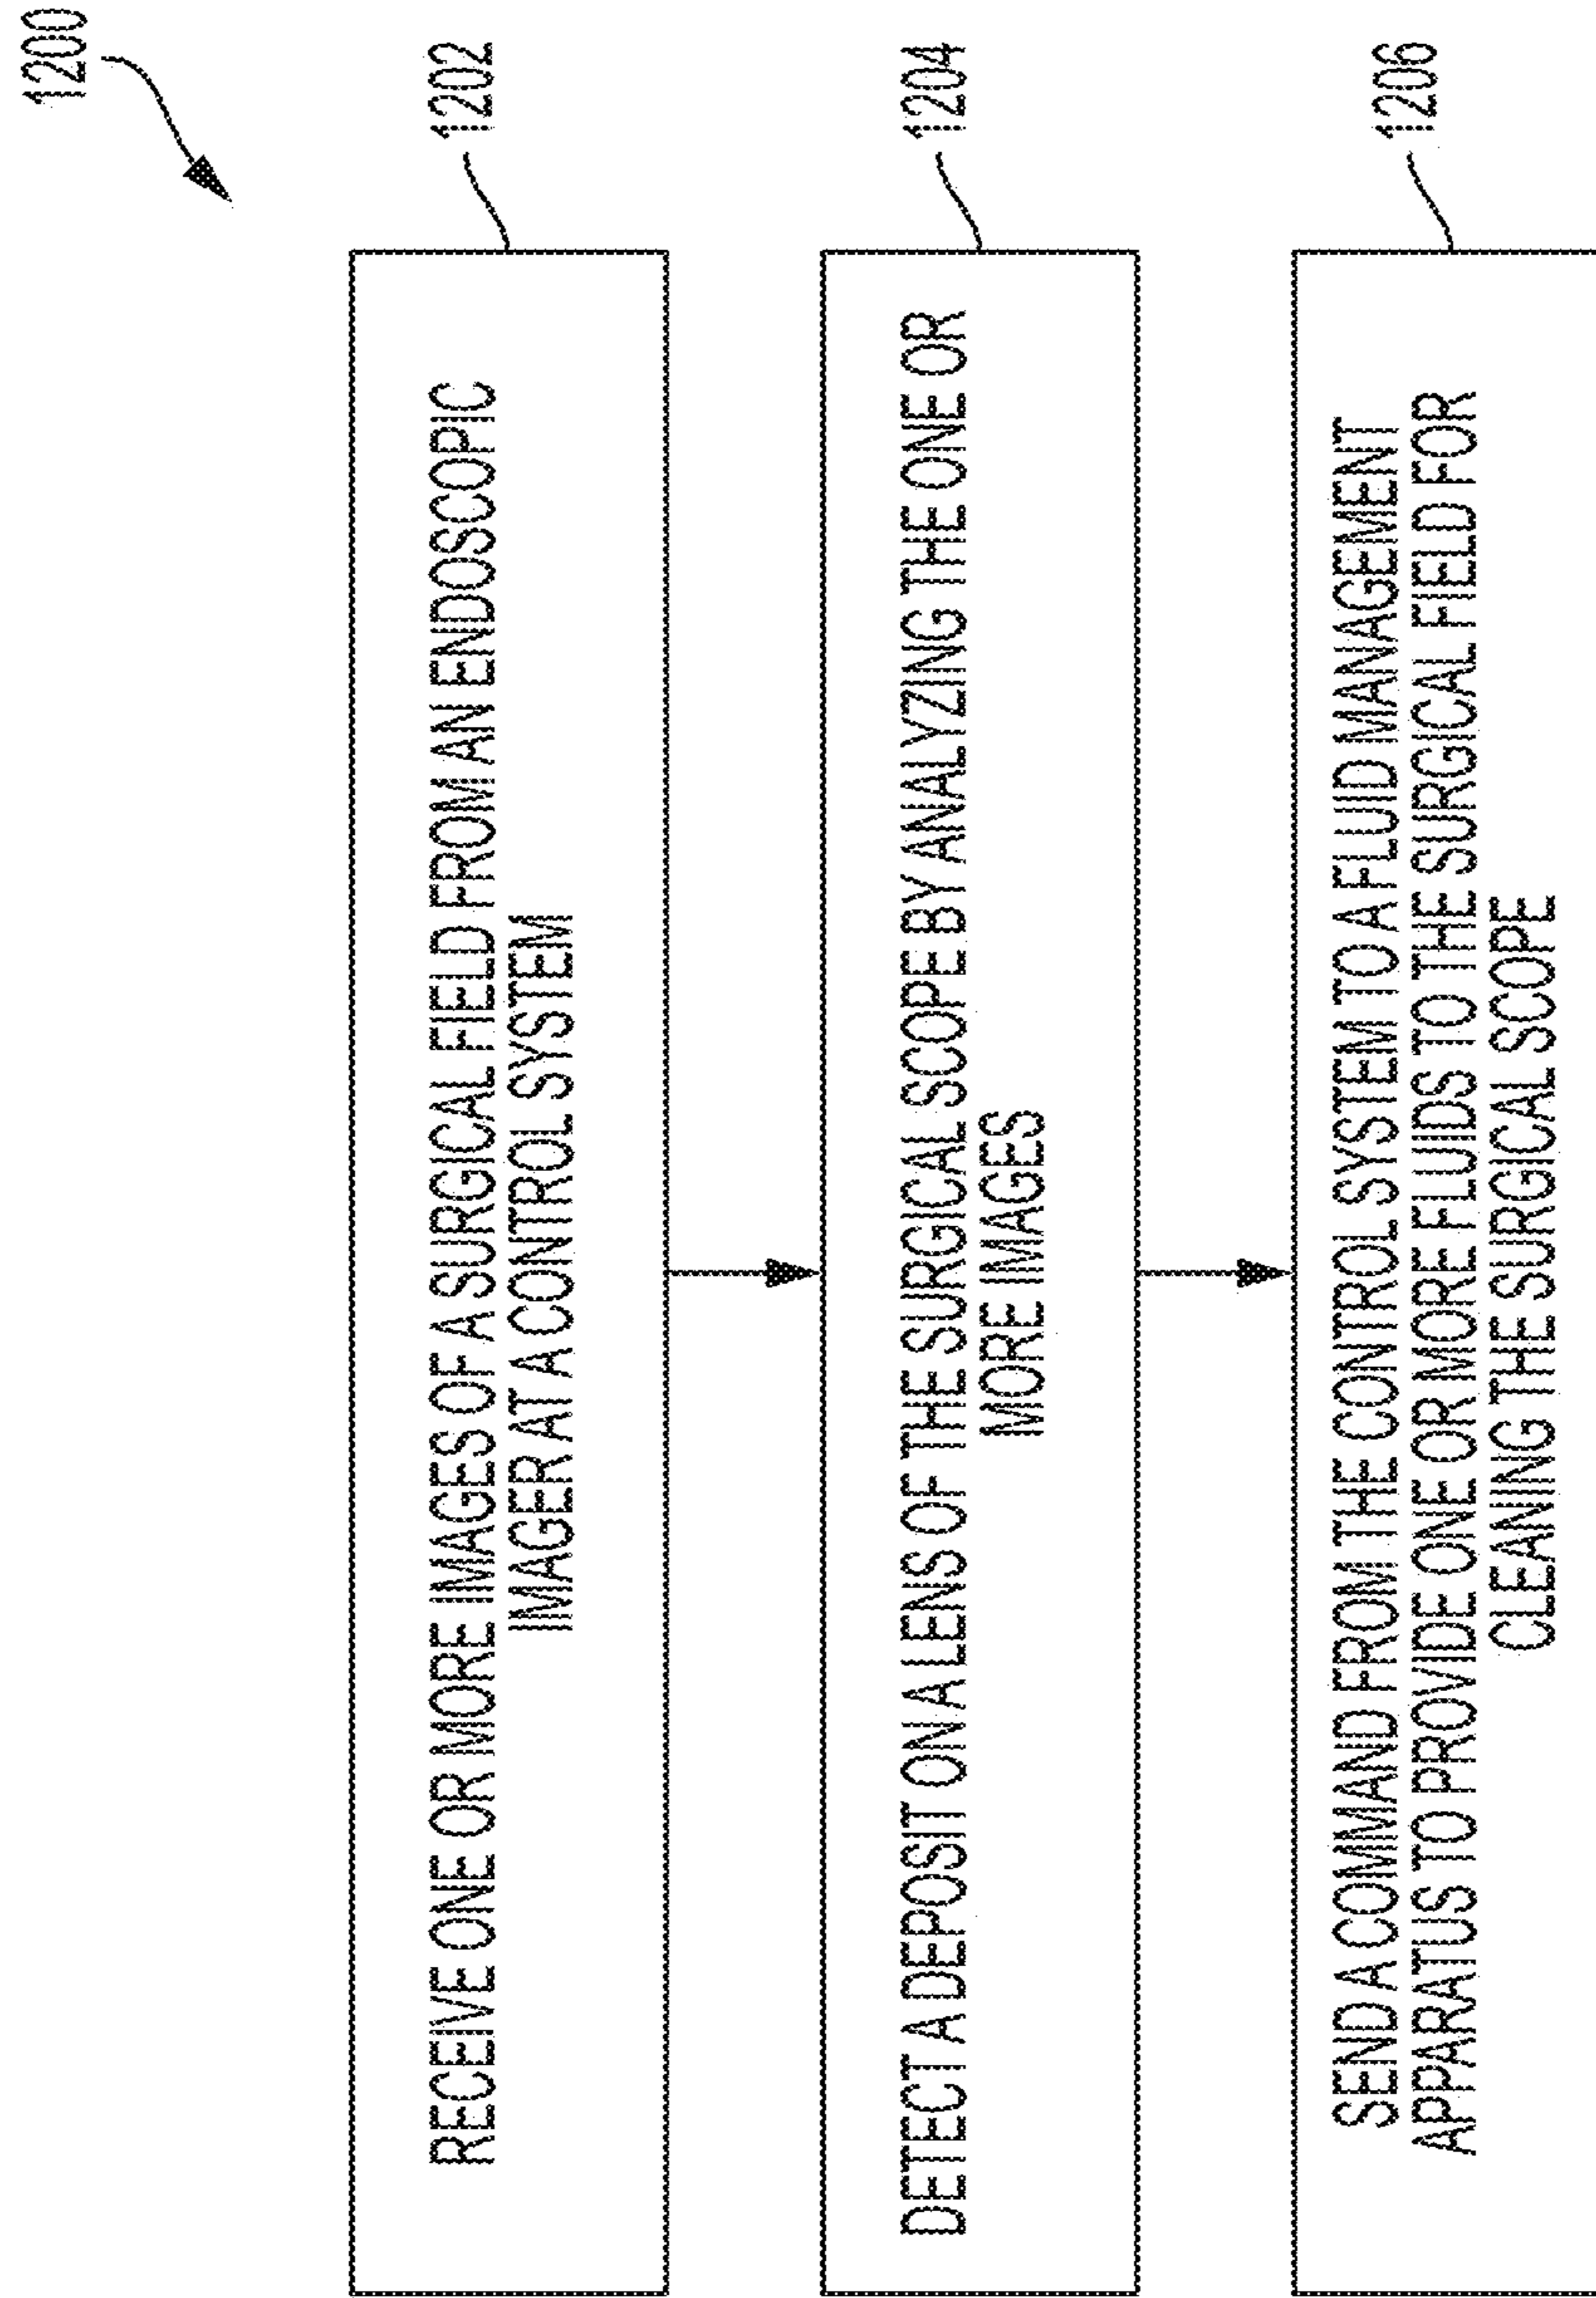 1200
RECEIVE ONE OR MORE IMAGES OF A SURGICAL FIELD FROM AN ENDOSCOPIC
IMAGER AT A CONTROL SYSTEM
1202
DETECT A DEPOSIT ON A LENS OF THE SURGICAL SCOPE BY ANALYZING THE ONE OR
MORE IMAGES
1204
SEND A COMMAND FROM THE CONTROL SYSTEM TO A FLUID MANAGEMENT
APPARATUS TO PROVIDE ONE OR MORE FLUIDS TO THE SURGICAL FIELD FOR
CLEANING THE SURGICAL SCOPE
1206